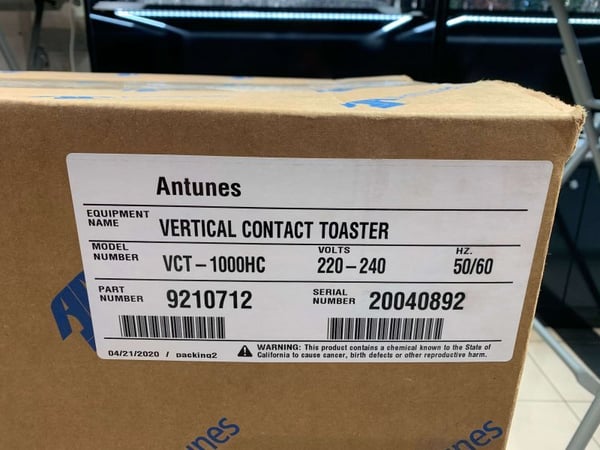 Antunes
EQUIPMENT NAME VERTICAL CONTACT TOASTER
MODEL NUMBER VCT-1000HC VOLTS 220-240 HZ. 50/60
PART NUMBER 9210712 SERIAL NUMBER 20040892
04/21/2020 / packing2
WARNING: This product contains a chemical known to the State of
California to cause cancer, birth defects or other reproductive harm.
nes
nes